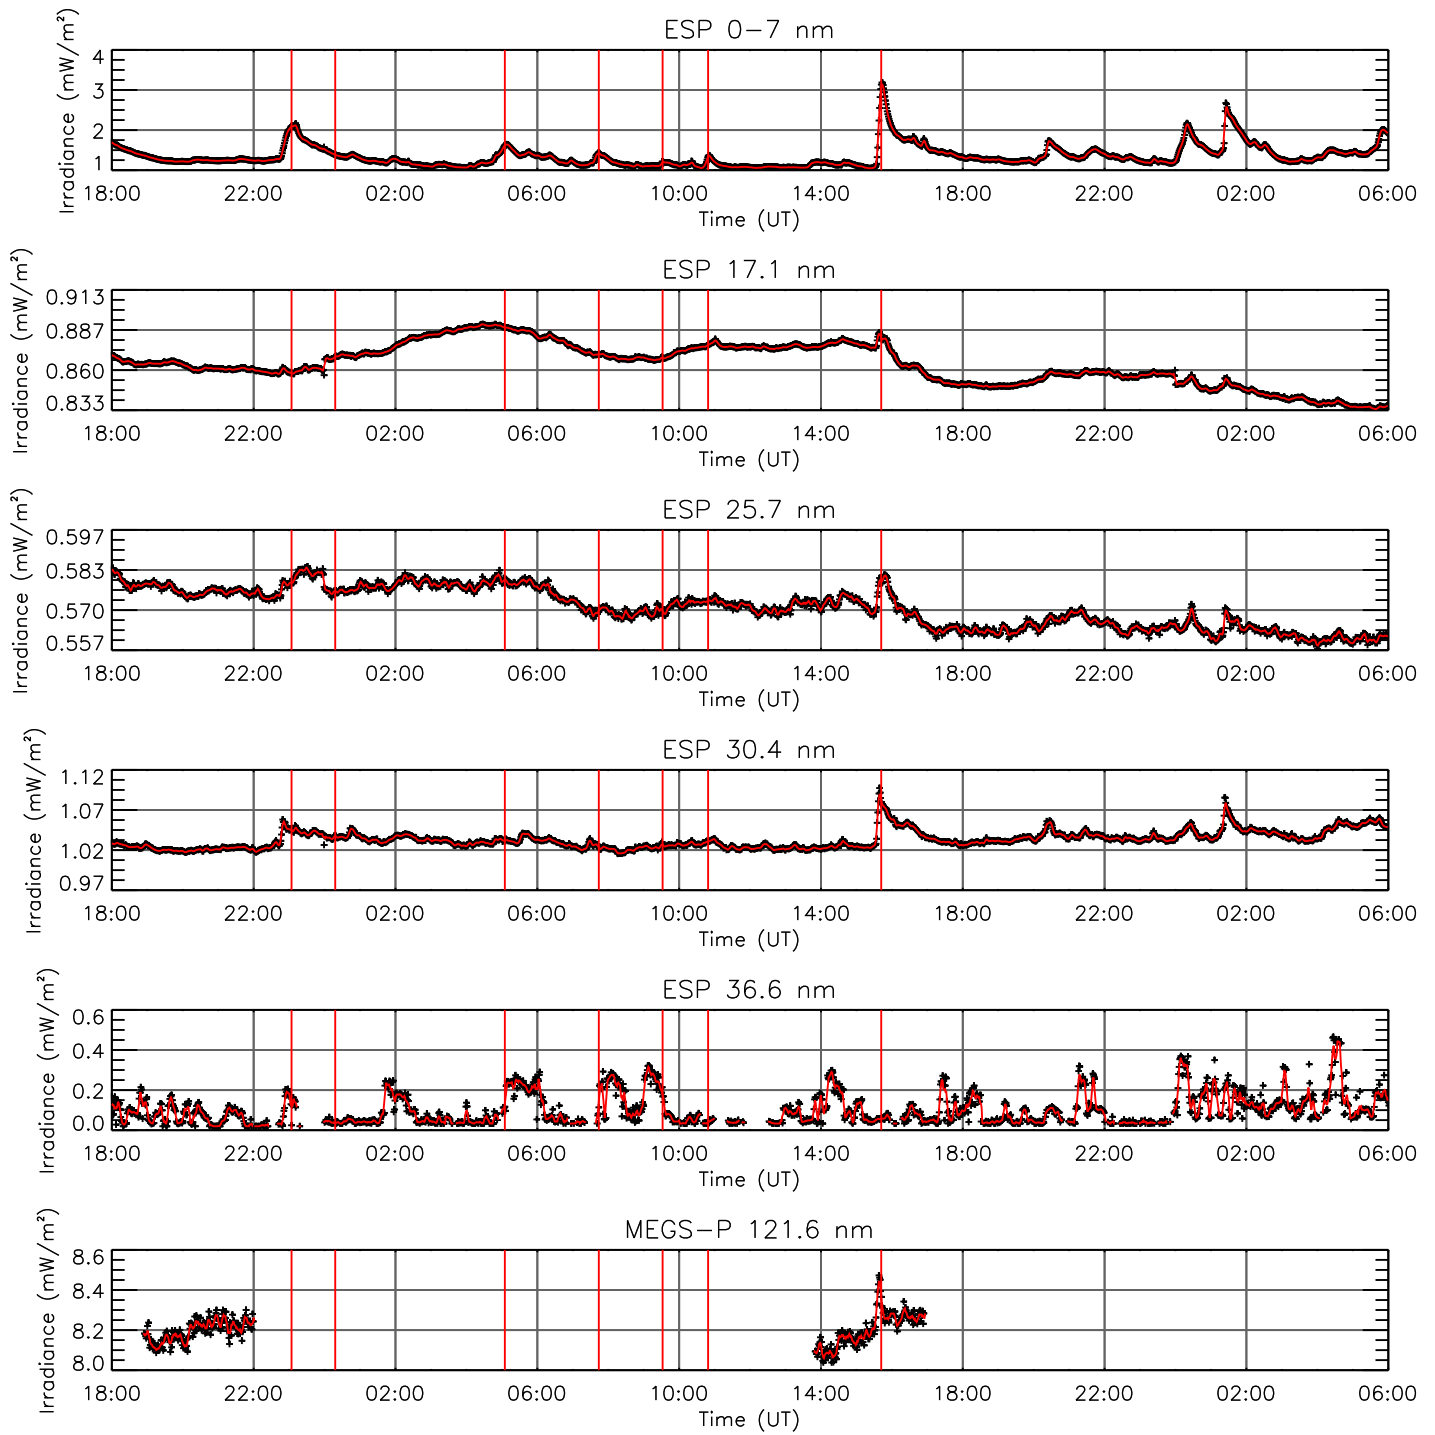 ESP 0-7 nm
Irradiance (mW/m²)
4
3
2
1
18:00 22:00 02:00 06:00 10:00 14:00 18:00 22:00 02:00 06:00
Time (UT)
ESP 17.1 nm
Irradiance (mW/m²)
0.913
0.887
0.860
0.833
18:00 22:00 02:00 06:00 10:00 14:00 18:00 22:00 02:00 06:00
Time (UT)
ESP 25.7 nm
Irradiance (mW/m²)
0.597
0.583
0.570
0.557
18:00 22:00 02:00 06:00 10:00 14:00 18:00 22:00 02:00 06:00
Time (UT)
ESP 30.4 nm
Irradiance (mW/m²)
1.12
1.07
1.02
0.97
18:00 22:00 02:00 06:00 10:00 14:00 18:00 22:00 02:00 06:00
Time (UT)
ESP 36.6 nm
Irradiance (mW/m²)
0.6
0.4
0.2
0.0
18:00 22:00 02:00 06:00 10:00 14:00 18:00 22:00 02:00 06:00
Time (UT)
MEGS-P 121.6 nm
Irradiance (mW/m²)
8.6
8.4
8.2
8.0
18:00 22:00 02:00 06:00 10:00 14:00 18:00 22:00 02:00 06:00
Time (UT)